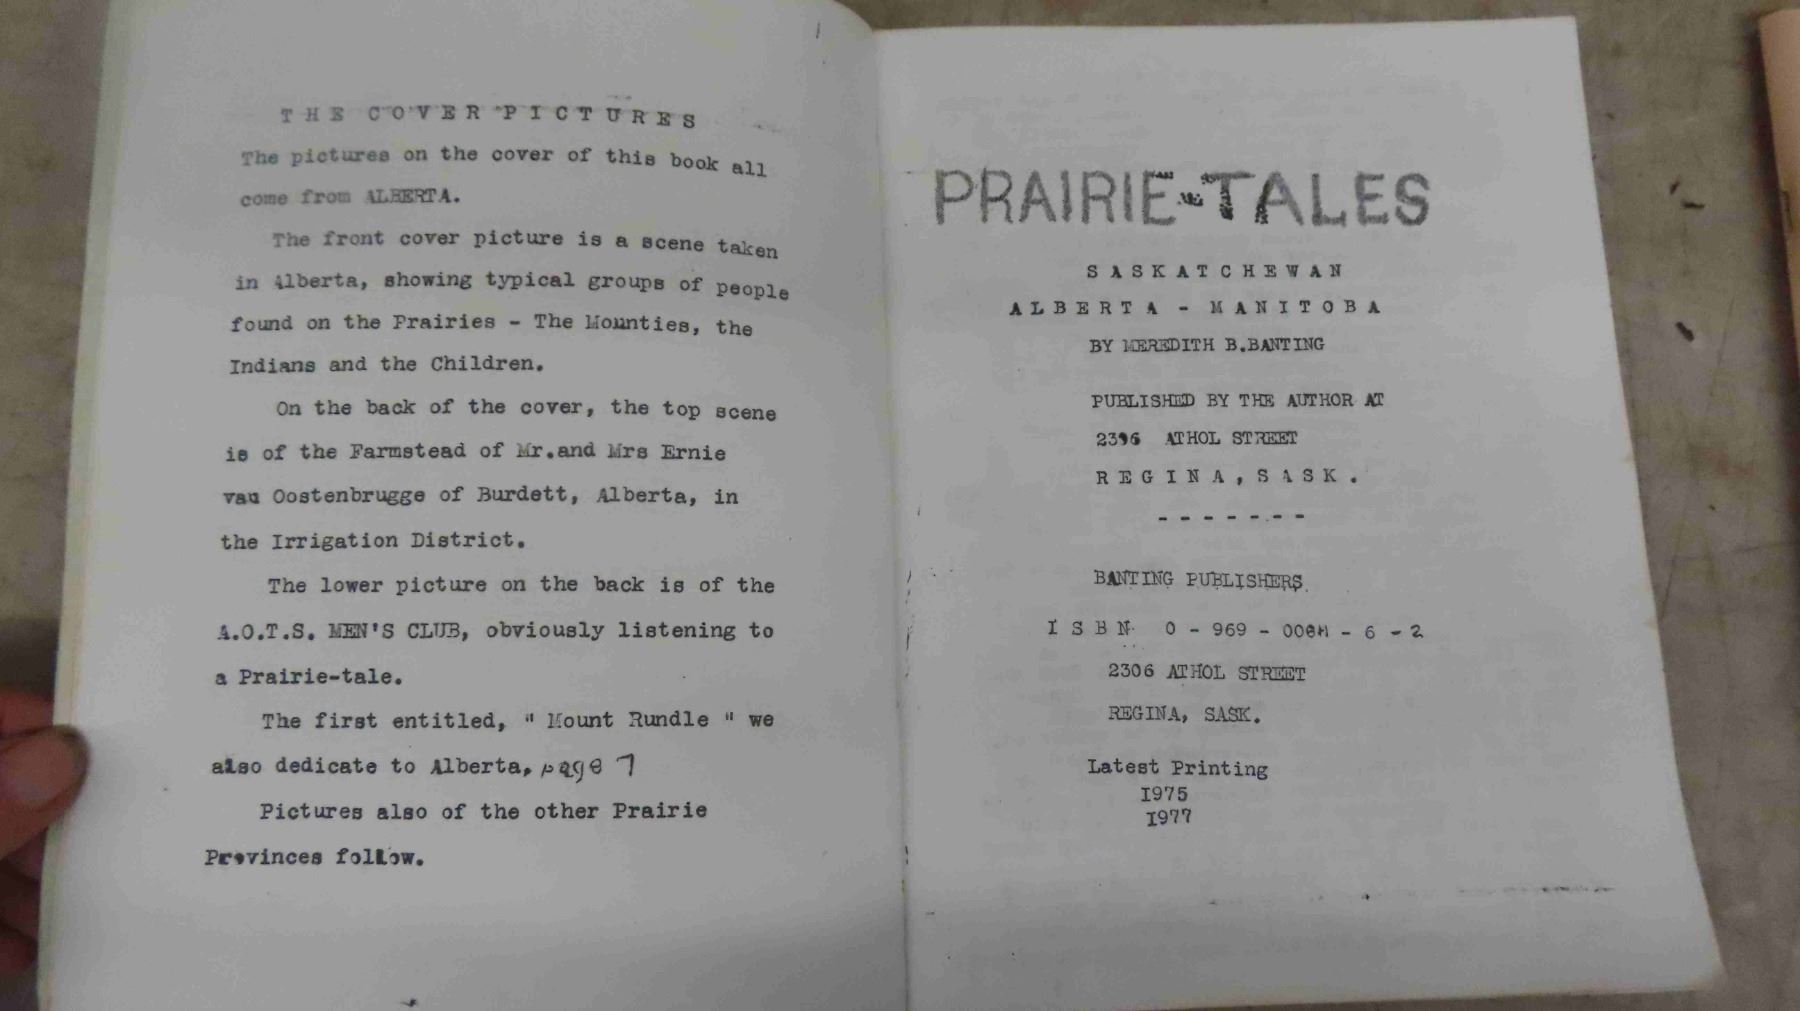 THE COVER PICTURES
The pictures on the cover of this book all
come from ALBERTA.
The front cover picture is a scene taken
in Alberta, showing typical groups of people
found on the Prairies - The Mounties, the
Indians and the Children.
On the back of the cover, the top scene
is of the Farmstead of Mr.and Mrs Ernie
van Oostenbrugge of Burdett, Alberta, in
the Irrigation District.
The lower picture on the back is of the
A.O.T.S. MEN'S CLUB, obviously listening to
a Prairie-tale.
The first entitled, " Mount Rundle " we
also dedicate to Alberta, page 7
Pictures also of the other Prairie
Provinces follow.
PRAIRIE-TALES
SASKATCHEWAN
ALBERTA - MANITOBA
BY MEREDITH B.BANTING
PUBLISHED BY THE AUTHOR AT
ATHOL STREET
REGINA, SASK.
-------
BANTING PUBLISHERS
ISBN 0 - 969 - - 6 - 2
2306 ATHOL STREET
REGINA, SASK.
Latest Printing
I975
I977